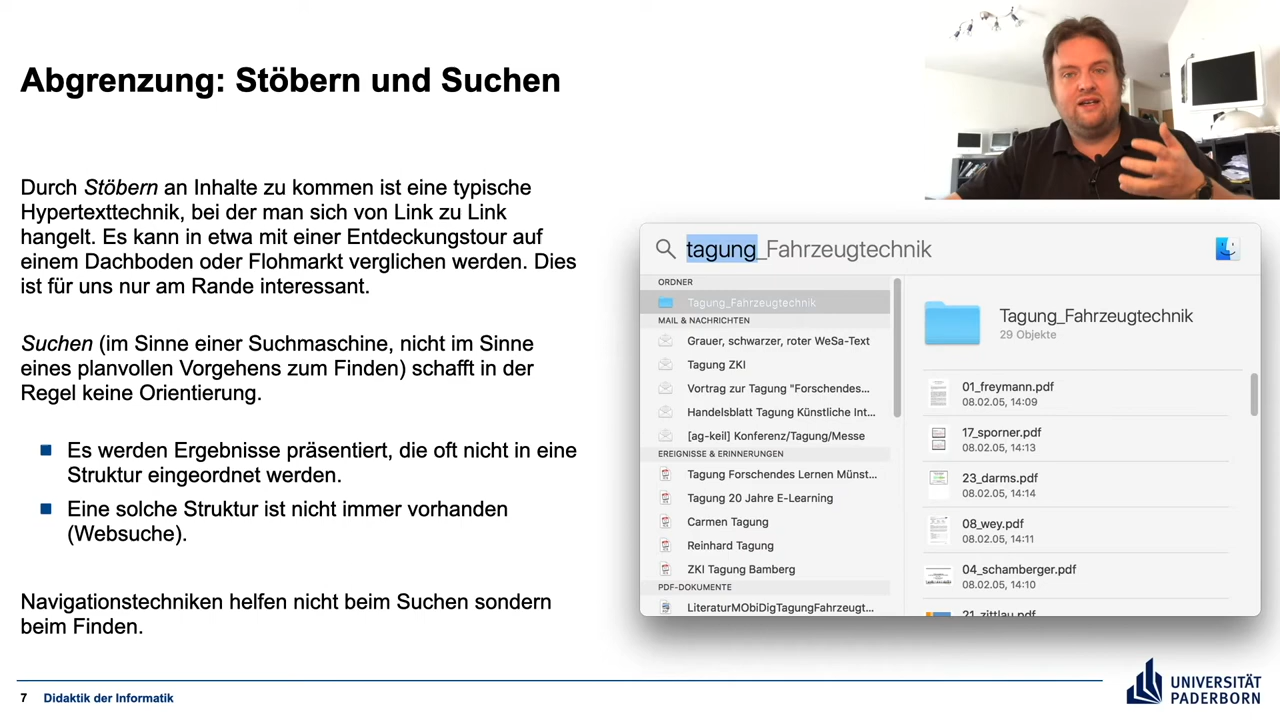 Abgrenzung: Stöbern und Suchen
Durch Stöbern an Inhalte zu kommen ist eine typische
Hypertexttechnik, bei der man sich von Link zu Link
hangelt. Es kann in etwa mit einer Entdeckungstour auf
einem Dachboden oder Flohmarkt verglichen werden. Dies
ist für uns nur am Rande interessant.
Suchen (im Sinne einer Suchmaschine, nicht im Sinne
eines planvollen Vorgehens zum Finden) schafft in der
Regel keine Orientierung.
Es werden Ergebnisse präsentiert, die oft nicht in eine
Struktur eingeordnet werden.
Eine solche Struktur ist nicht immer vorhanden
(Websuche).
Navigationstechniken helfen nicht beim Suchen sondern
beim Finden.
tagung_Fahrzeugtechnik
ORDNER
Tagung_Fahrzeugtechnik
MAIL & NACHRICHTEN
Grauer, schwarzer, roter WeSa-Text
Tagung ZKI
Vortrag zur Tagung "Forschendes...
Handelsblatt Tagung Künstliche Int...
[ag-keil] Konferenz/Tagung/Messe
EREIGNISSE & ERINNERUNGEN
Tagung Forschendes Lernen Münst...
Tagung 20 Jahre E-Learning
Carmen Tagung
Reinhard Tagung
ZKI Tagung Bamberg
PDF-DOKUMENTE
LiteraturMObiDigTagungFahrzeugt...
Tagung_Fahrzeugtechnik
29 Objekte
01_freymann.pdf
08.02.05, 14:09
17_sporner.pdf
08.02.05, 14:13
23_darms.pdf
08.02.05, 14:14
08_wey.pdf
08.02.05, 14:11
04_schamberger.pdf
08.02.05, 14:10
21_zittlau.pdf
7 Didaktik der Informatik
UNIVERSITÄT
PADERBORN